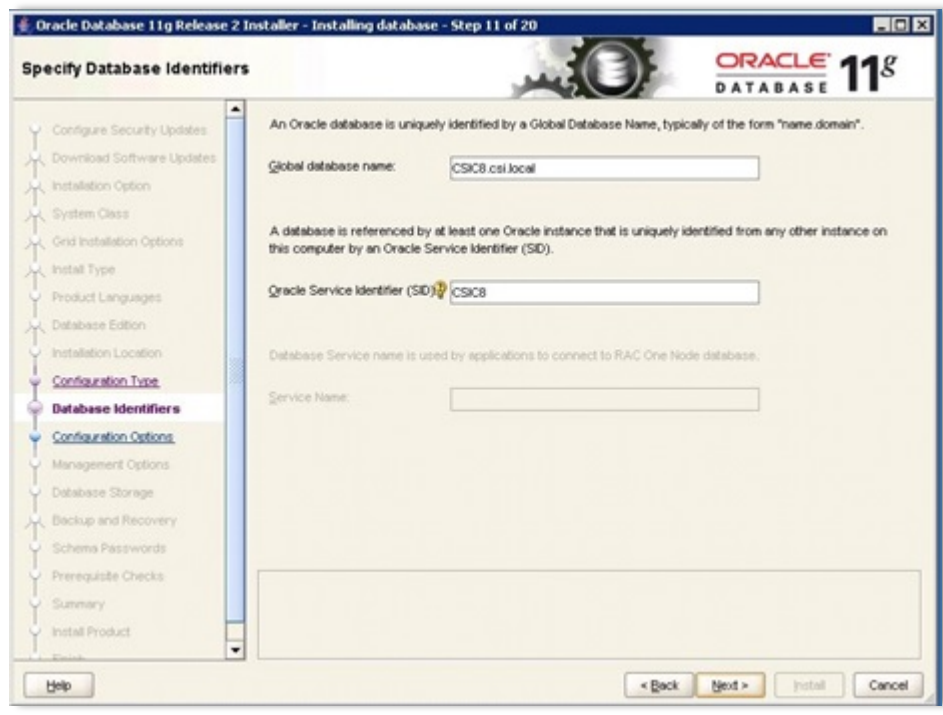 Oracle Database 11g Release 2 Installer - Installing database - Step 11 of 20
Specify Database Identifiers
ORACLE
DATABASE
11g
Configure Security Updates
Download Software Updates
Installation Option
System Class
Grid Installation Options
Install Type
Product Languages
Database Edition
Installation Location
Configuration Type
Database Identifiers
Configuration Options
Management Options
Database Storage
Backup and Recovery
Schema Passwords
Prerequisite Checks
Summary
Install Product
An Oracle database is uniquely identified by a Global Database Name, typically of the form "name.domain".
Global database name: CSIC8.csi.local
A database is referenced by at least one Oracle instance that is uniquely identified from any other instance on
this computer by an Oracle Service Identifier (SID).
Oracle Service Identifier (SID) CSIC8
Database Service name is used by applications to connect to RAC One Node database.
Service Name:
Help
< Back
Next >
Install
Cancel